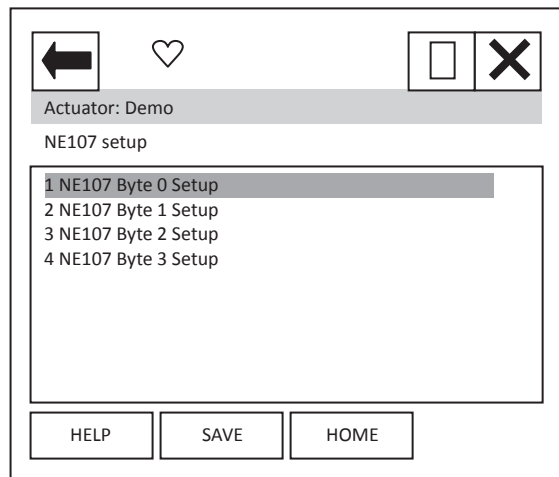 Actuator: Demo
NE107 setup
1 NE107 Byte 0 Setup
2 NE107 Byte 1 Setup
3 NE107 Byte 2 Setup
4 NE107 Byte 3 Setup
HELP SAVE HOME